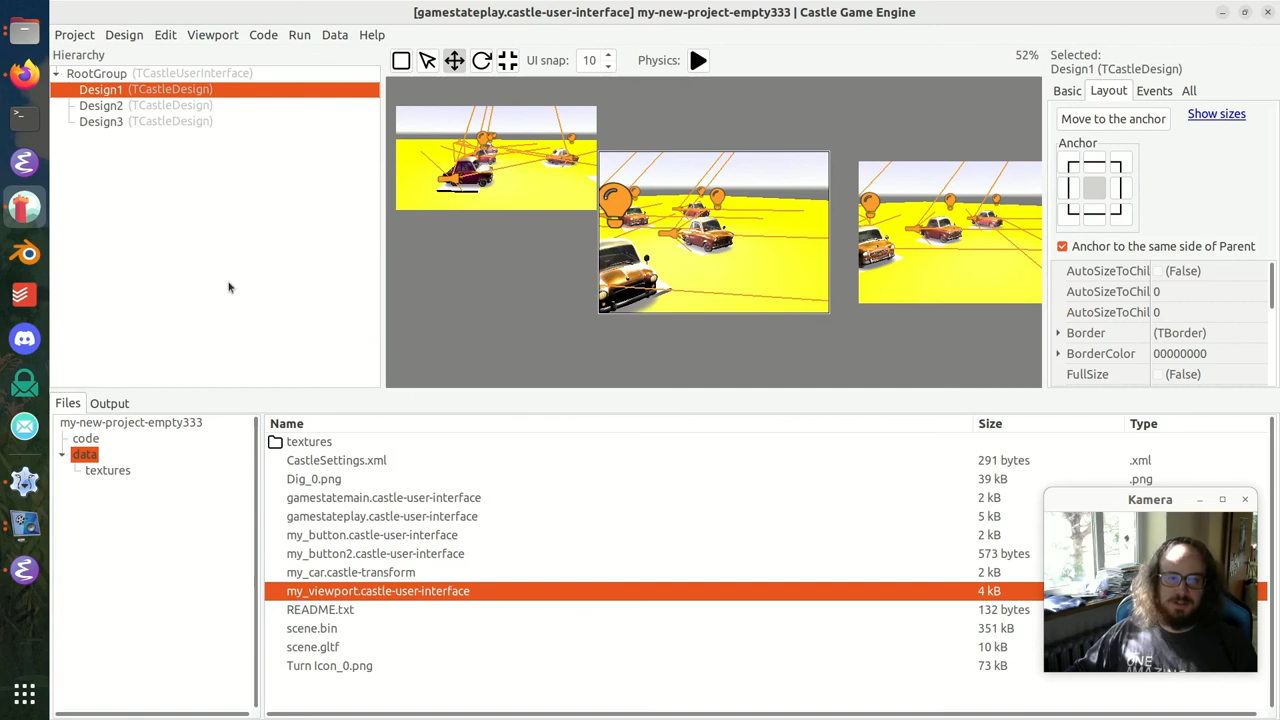 [gamestateplay.castle-user-interface] my-new-project-empty333 | Castle Game Engine
Project Design Edit Viewport Code Run Data Help
Hierarchy
RootGroup (TCastleUserInterface)
Design1 (TCastleDesign)
Design2 (TCastleDesign)
Design3 (TCastleDesign)
UI snap: 10 Physics: 52%
Selected:
Design1 (TCastleDesign)
Basic Layout Events All
Move to the anchor Show sizes
Anchor
Anchor to the same side of Parent
AutoSizeToChil (False)
AutoSizeToChil 0
AutoSizeToChil 0
Border (TBorder)
BorderColor 00000000
FullSize (False)
Files Output
my-new-project-empty333
code
data
textures
Name Size Type
textures
CastleSettings.xml 291 bytes .xml
Dig_0.png 39 kB .png
gamestatemain.castle-user-interface 2 kB
gamestateplay.castle-user-interface 5 kB
my_button.castle-user-interface 2 kB
my_button2.castle-user-interface 573 bytes
my_car.castle-transform 2 kB
my_viewport.castle-user-interface 4 kB
README.txt 132 bytes
scene.bin 351 kB
scene.gltf 10 kB
Turn Icon_0.png 73 kB
Kamera
ONE
AMAZING